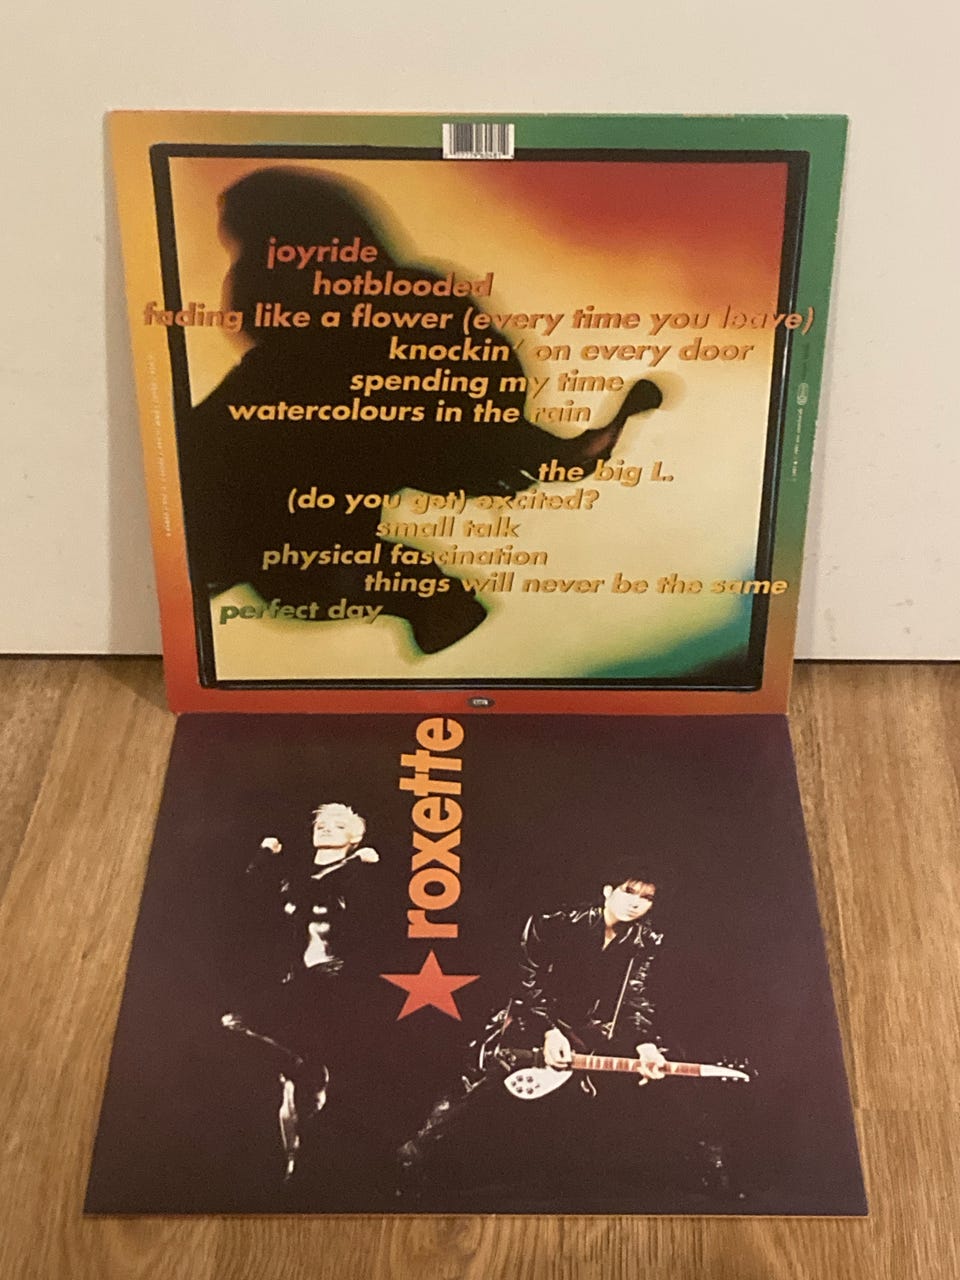 joyride
hotblooded
fading like a flower (every time you leave)
knockin' on every door
spending my time
watercolours in the rain
the big L.
(do you get) excited?
small talk
physical fascination
things will never be the same
perfect day
roxette